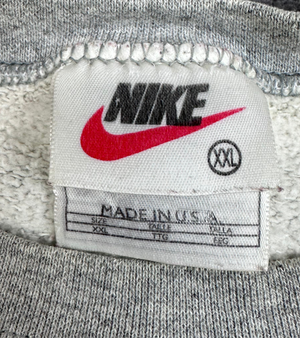 NIKE
XXL
MADE IN U.S.A
SIZE TAILLE TALLA
XXL TTG EEG